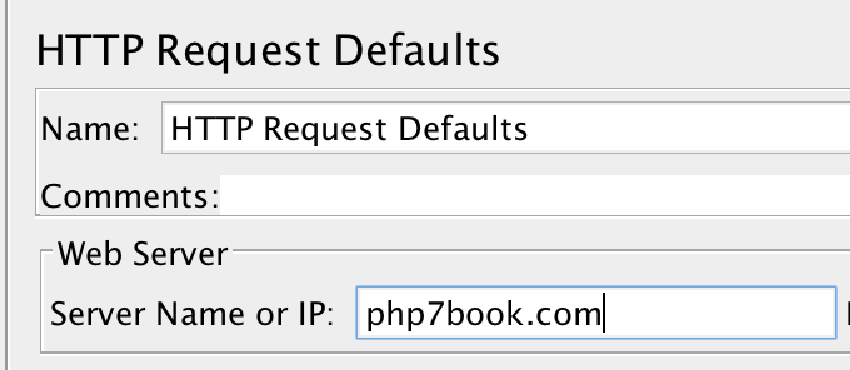 HTTP Request Defaults
Name: HTTP Request Defaults
Comments:
Web Server
Server Name or IP: php7book.com